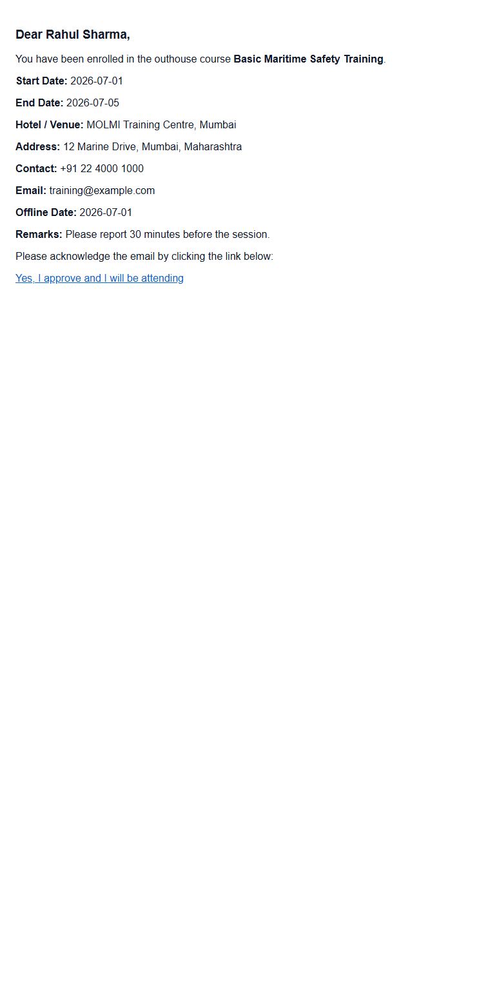 Dear Rahul Sharma,
You have been enrolled in the outhouse course Basic Maritime Safety Training.
Start Date: 2026-07-01
End Date: 2026-07-05
Hotel / Venue: MOLMI Training Centre, Mumbai
Address: 12 Marine Drive, Mumbai, Maharashtra
Contact: +91 22 4000 1000
Email: training@example.com
Offline Date: 2026-07-01
Remarks: Please report 30 minutes before the session.
Please acknowledge the email by clicking the link below:
Yes, I approve and I will be attending